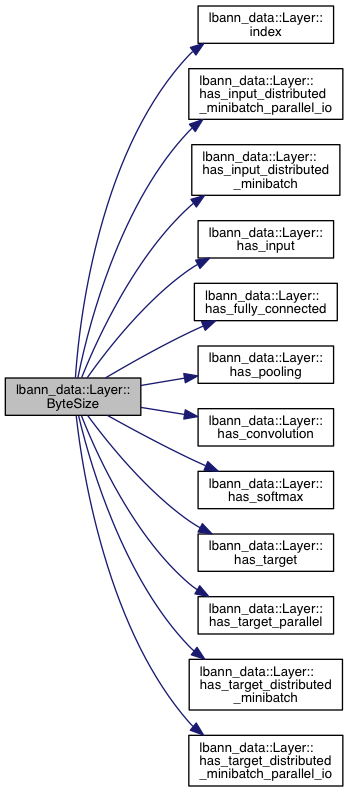 lbann_data::Layer::
index
lbann_data::Layer::
has_input_distributed
_minibatch_parallel_io
lbann_data::Layer::
has_input_distributed
_minibatch
lbann_data::Layer::
has_input
lbann_data::Layer::
has_fully_connected
lbann_data::Layer::
ByteSize
lbann_data::Layer::
has_pooling
lbann_data::Layer::
has_convolution
lbann_data::Layer::
has_softmax
lbann_data::Layer::
has_target
lbann_data::Layer::
has_target_parallel
lbann_data::Layer::
has_target_distributed
_minibatch
lbann_data::Layer::
has_target_distributed
_minibatch_parallel_io